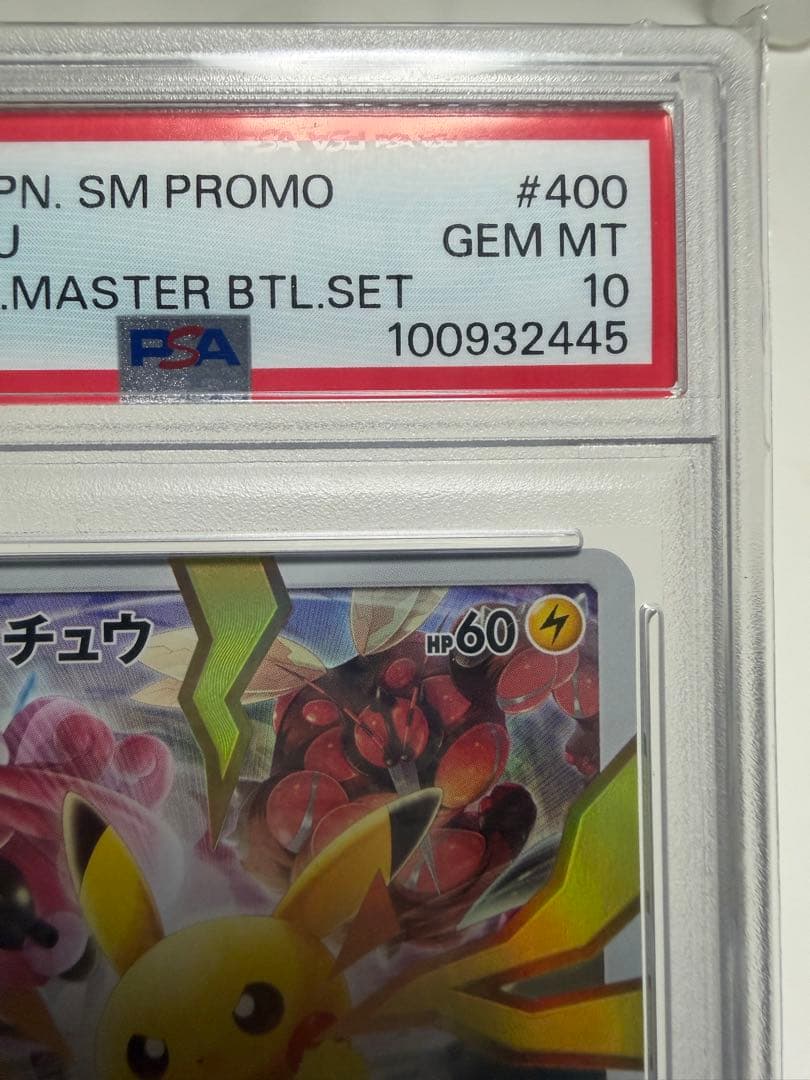 PN. SM PROMO #400
U GEM MT
.MASTER BTL.SET 10
100932445
PSA
チュウ HP60